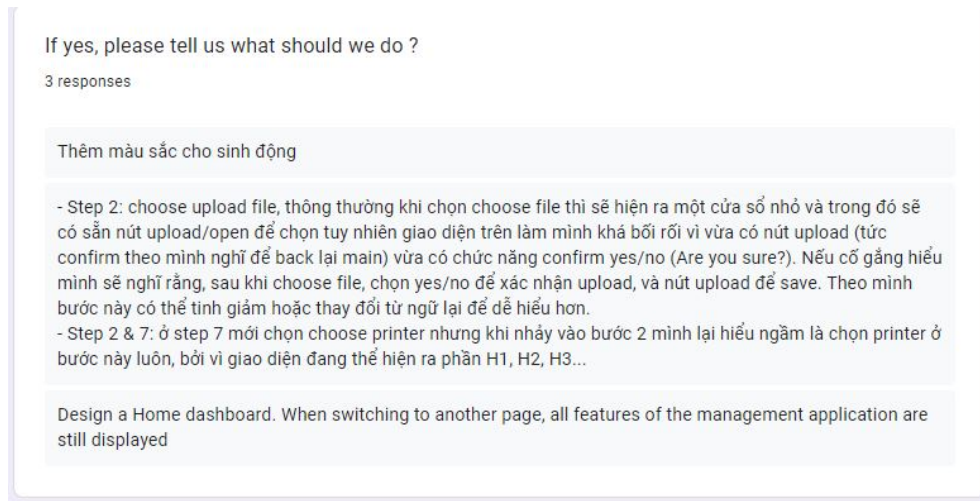 If yes, please tell us what should we do ?
3 responses
Thêm màu sắc cho sinh động
- Step 2: choose upload file, thông thường khi chọn choose file thì sẽ hiện ra một cửa sổ nhỏ và trong đó sẽ
có sẵn nút upload/open để chọn tuy nhiên giao diện trên làm mình khá bối rối vì vừa có nút upload (tức
confirm theo mình nghĩ để back lại main) vừa có chức năng confirm yes/no (Are you sure?). Nếu cố gắng hiểu
mình sẽ nghĩ rằng, sau khi choose file, chọn yes/no để xác nhận upload, và nút upload để save. Theo mình
bước này có thể tinh giảm hoặc thay đổi từ ngữ lại để dễ hiểu hơn.
- Step 2 & 7: ở step 7 mới chọn choose printer nhưng khi nhảy vào bước 2 mình lại hiểu ngầm là chọn printer ở
bước này luôn, bởi vì giao diện đang thể hiện ra phần H1, H2, H3...
Design a Home dashboard. When switching to another page, all features of the management application are
still displayed